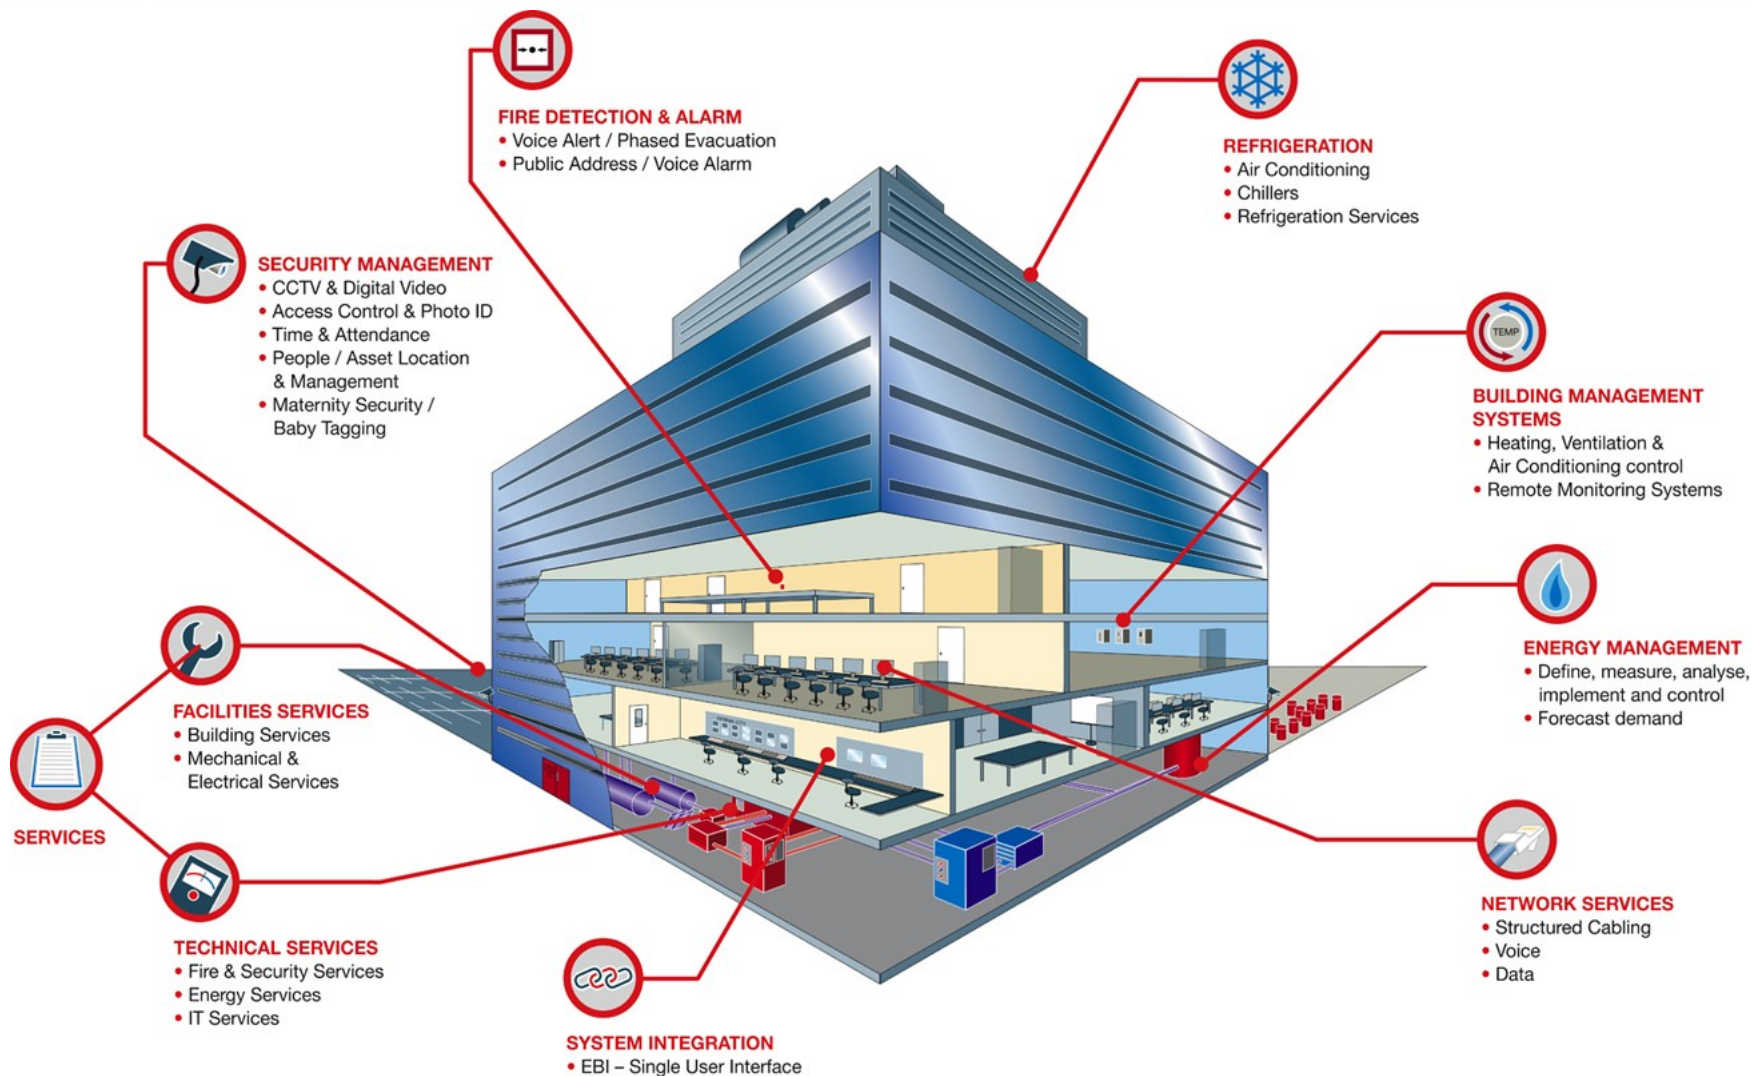 FIRE DETECTION & ALARM
• Voice Alert / Phased Evacuation
• Public Address / Voice Alarm
REFRIGERATION
• Air Conditioning
• Chillers
• Refrigeration Services
SECURITY MANAGEMENT
• CCTV & Digital Video
• Access Control & Photo ID
• Time & Attendance
• People / Asset Location
& Management
• Maternity Security /
Baby Tagging
TEMP
BUILDING MANAGEMENT
SYSTEMS
• Heating, Ventilation &
Air Conditioning control
• Remote Monitoring Systems
ENERGY MANAGEMENT
• Define, measure, analyse,
implement and control
• Forecast demand
FACILITIES SERVICES
• Building Services
• Mechanical &
Electrical Services
SERVICES
TECHNICAL SERVICES
• Fire & Security Services
• Energy Services
• IT Services
NETWORK SERVICES
• Structured Cabling
• Voice
• Data
SYSTEM INTEGRATION
• EBI – Single User Interface